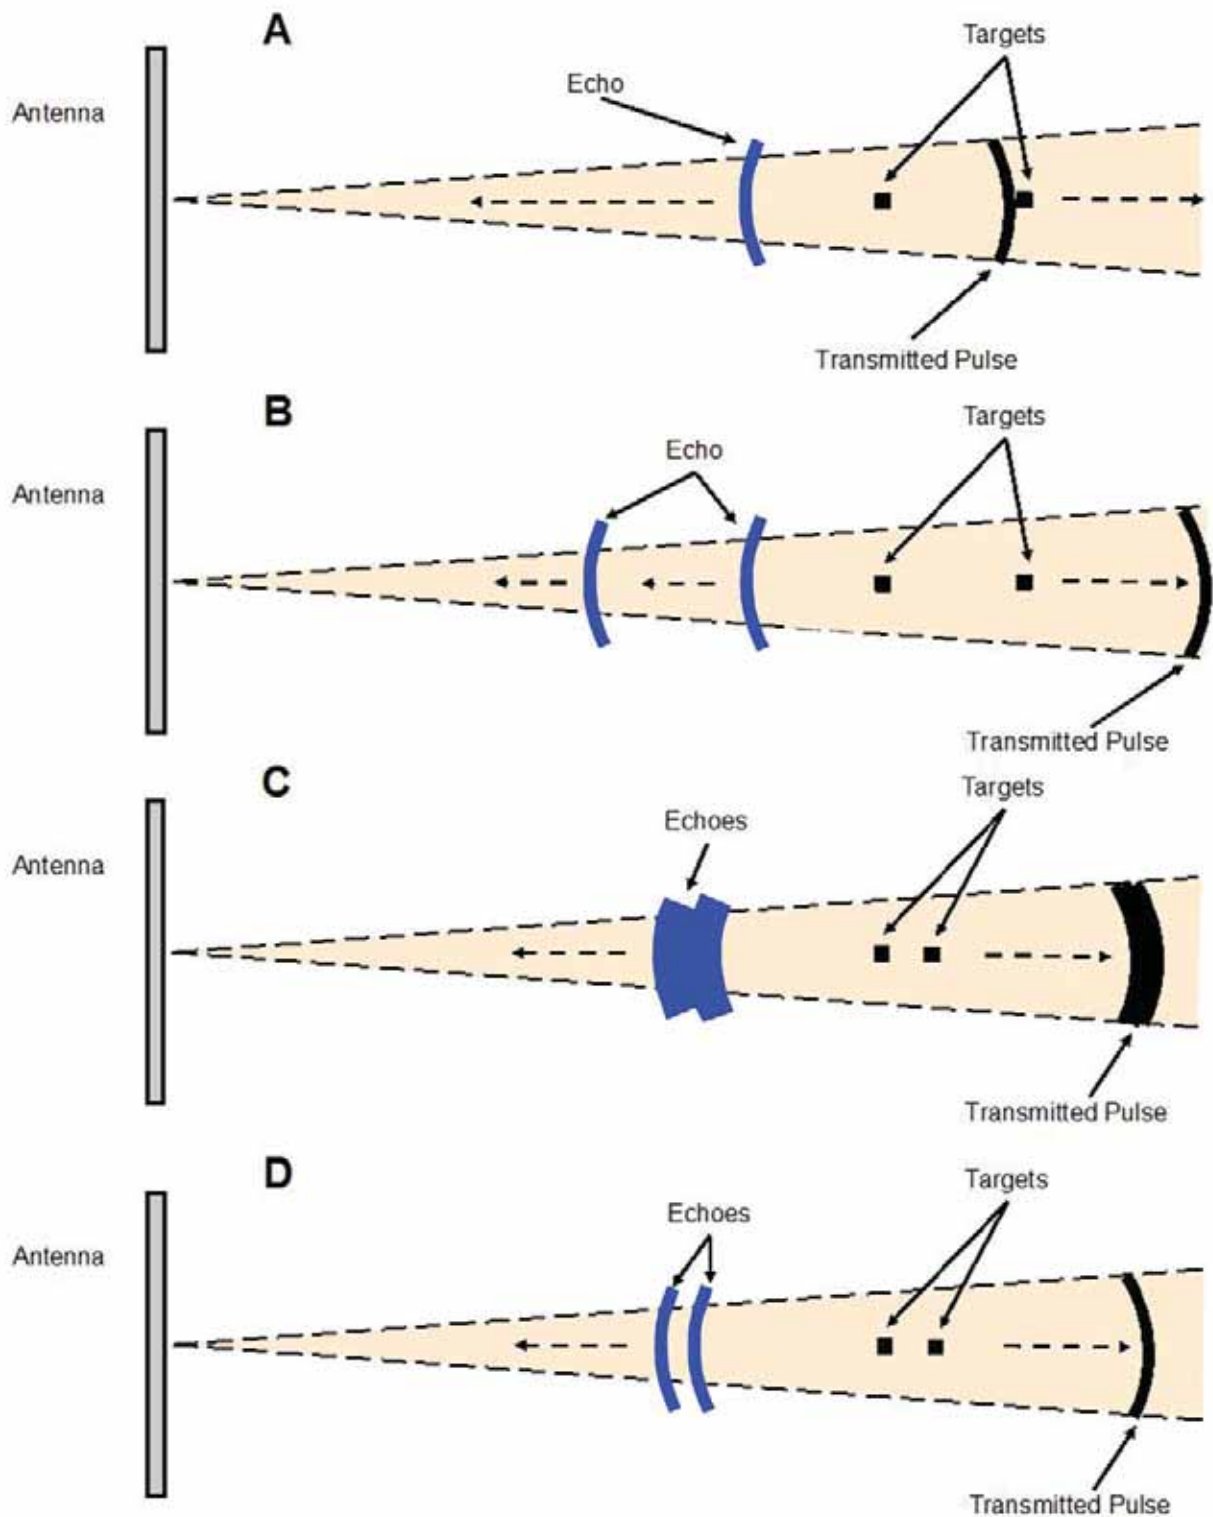 A
Targets
Echo
Antenna
Transmitted Pulse
B
Targets
Echo
Antenna
Transmitted Pulse
C
Targets
Echoes
Antenna
Transmitted Pulse
D
Targets
Echoes
Antenna
Transmitted Pulse